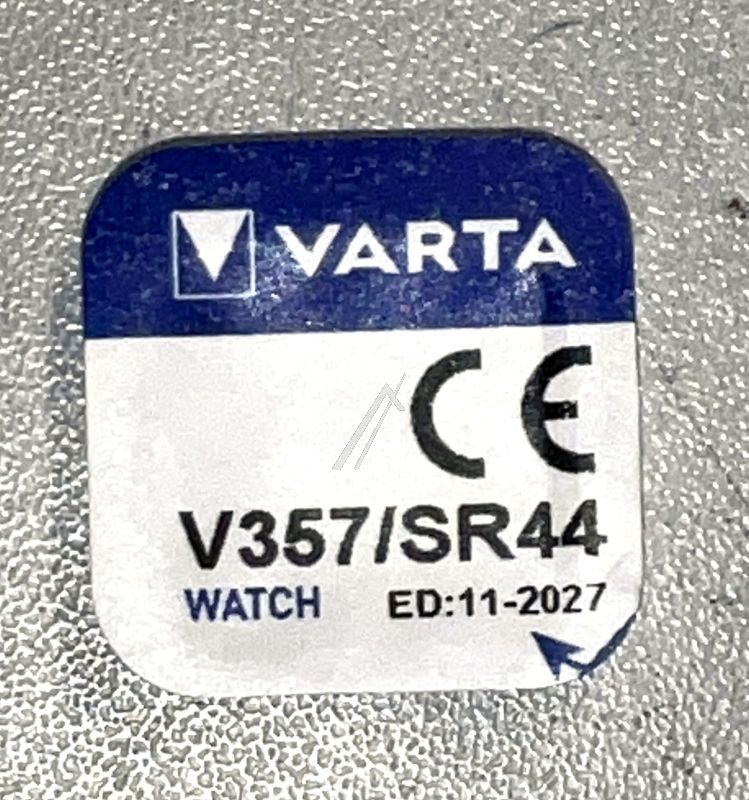 VARTA
CE
V357/SR44
WATCH ED:11-2027